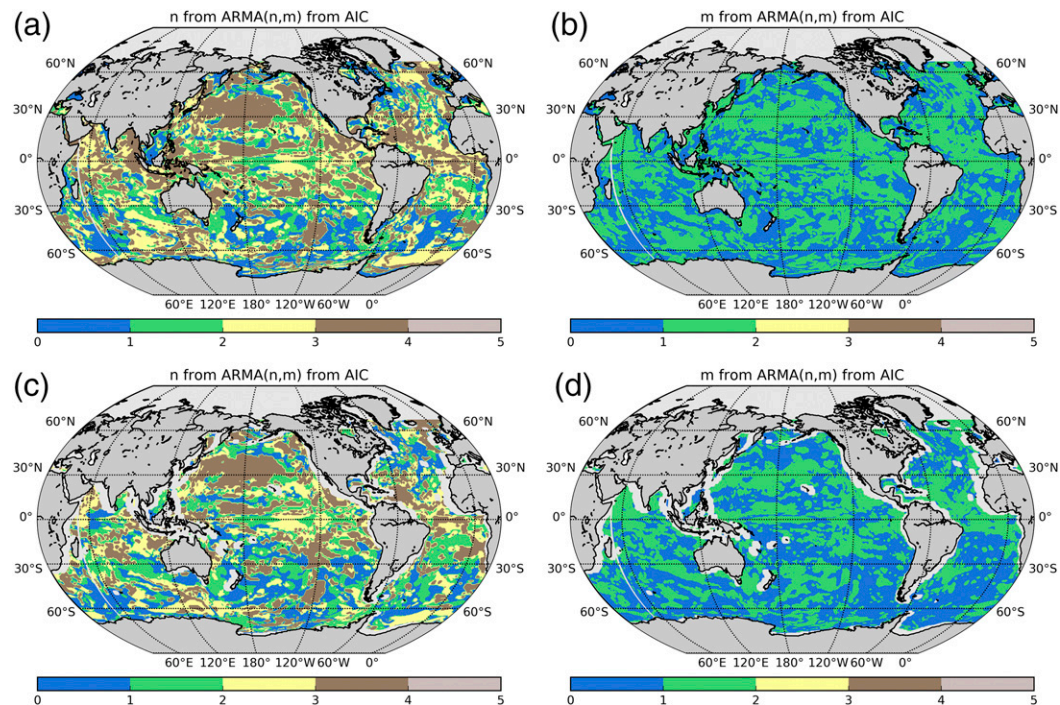 (a)
n from ARMA(n,m) from AIC
60°N 60°N
30°N 30°N
0° 0°
30°S 30°S
60°S 60°S
60°E 120°E 180° 120°W 60°W 0°
0 1 2 3 4 5
(b)
m from ARMA(n,m) from AIC
60°N 60°N
30°N 30°N
0° 0°
30°S 30°S
60°S 60°S
60°E 120°E 180° 120°W 60°W 0°
0 1 2 3 4 5
(c)
n from ARMA(n,m) from AIC
60°N 60°N
30°N 30°N
0° 0°
30°S 30°S
60°S 60°S
60°E 120°E 180° 120°W 60°W 0°
0 1 2 3 4 5
(d)
m from ARMA(n,m) from AIC
60°N 60°N
30°N 30°N
0° 0°
30°S 30°S
60°S 60°S
60°E 120°E 180° 120°W 60°W 0°
0 1 2 3 4 5